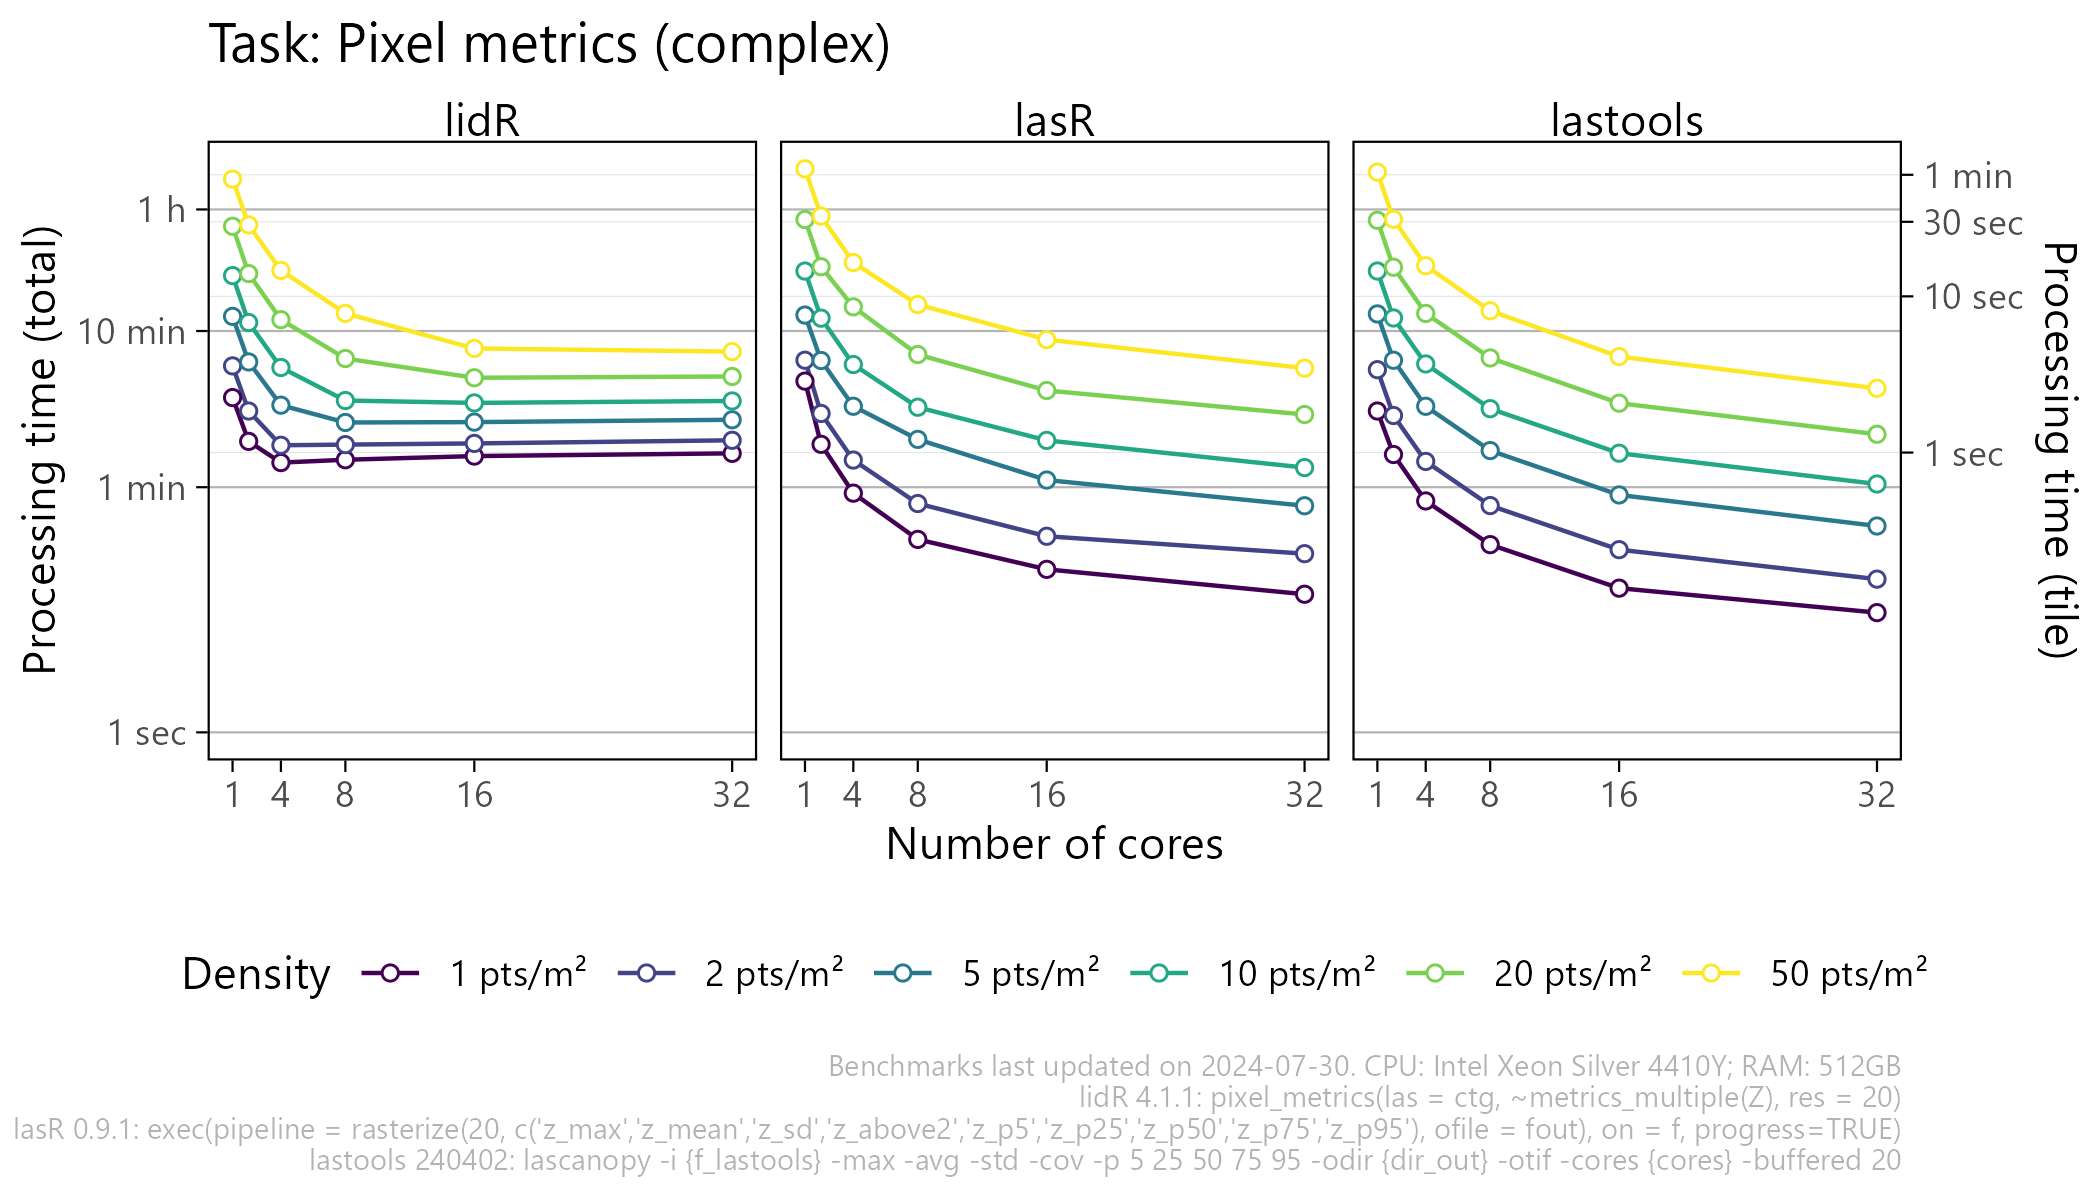 Task: Pixel metrics (complex)
lidR
lasR
lastools
Processing time (total)
1 h
10 min
1 min
1 sec
1 min
30 sec
10 sec
1 sec
Processing time (tile)
1 4 8 16 32
1 4 8 16 32
1 4 8 16 32
Number of cores
Density 1 pts/m² 2 pts/m² 5 pts/m² 10 pts/m² 20 pts/m² 50 pts/m²
Benchmarks last updated on 2024-07-30. CPU: Intel Xeon Silver 4410Y; RAM: 512GB
lidR 4.1.1: pixel_metrics(las = ctg, ~metrics_multiple(Z), res = 20)
lasR 0.9.1: exec(pipeline = rasterize(20, c('z_max','z_mean','z_sd','z_above2','z_p5','z_p25','z_p50','z_p75','z_p95'), ofile = fout), on = f, progress=TRUE)
lastools 240402: lascanopy -i {f_lastools} -max -avg -std -cov -p 5 25 50 75 95 -odir {dir_out} -otif -cores {cores} -buffered 20